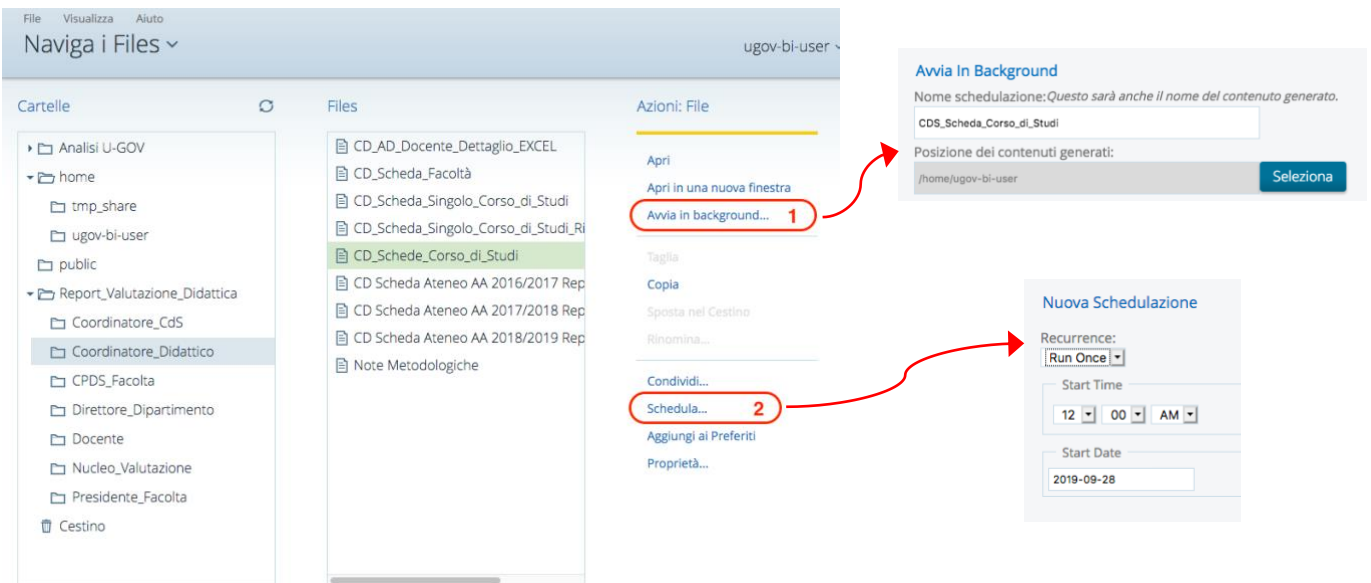 File Visualizza Aiuto
Naviga i Files
ugov-bi-user
Cartelle
Analisi U-GOV
home
tmp_share
ugov-bi-user
public
Report_Valutazione_Didattica
Coordinatore_CdS
Coordinatore_Didattico
CPDS_Facolta
Direttore_Dipartimento
Docente
Nucleo_Valutazione
Presidente_Facolta
Cestino
Files
CD_AD_Docente_Dettaglio_EXCEL
CD_Scheda_Facoltà
CD_Scheda_Singolo_Corso_di_Studi
CD_Scheda_Singolo_Corso_di_Studi_Ri
CD_Schede_Corso_di_Studi
CD Scheda Ateneo AA 2016/2017 Rep
CD Scheda Ateneo AA 2017/2018 Rep
CD Scheda Ateneo AA 2018/2019 Rep
Note Metodologiche
Azioni: File
Apri
Apri in una nuova finestra
Avvia in background... 1
Taglia
Copia
Sposta nel Cestino
Rinomina...
Condividi...
Schedula... 2
Aggiungi ai Preferiti
Proprietà...
Avvia In Background
Nome schedulazione:Questo sarà anche il nome del contenuto generato.
CDS_Scheda_Corso_di_Studi
Posizione dei contenuti generati:
/home/ugov-bi-user Seleziona
Nuova Schedulazione
Recurrence:
Run Once
Start Time
12 00 AM
Start Date
2019-09-28